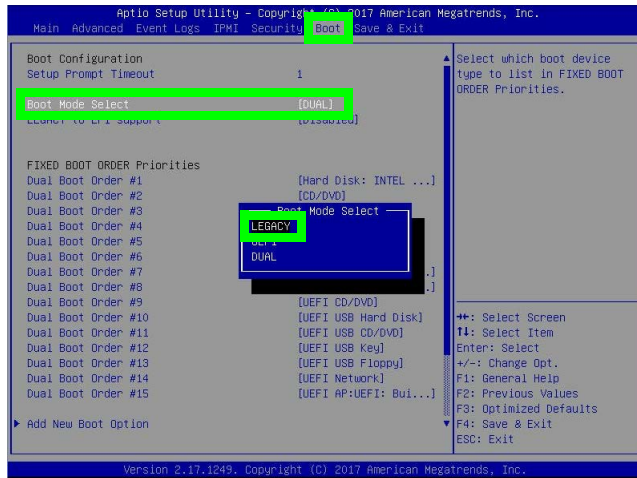 Aptio Setup Utility – Copyright (C) 2017 American Megatrends, Inc.
Main Advanced Event Logs IPMI Security Boot Save & Exit
Boot Configuration
Setup Prompt Timeout 1
Boot Mode Select [DUAL]
LEGACY to EFI support [Disabled]
FIXED BOOT ORDER Priorities
Dual Boot Order #1 [Hard Disk: INTEL ...]
Dual Boot Order #2 [CD/DVD]
Dual Boot Order #3
Dual Boot Order #4
Dual Boot Order #5
Dual Boot Order #6
Dual Boot Order #7 .]
Dual Boot Order #8 .]
Dual Boot Order #9 [UEFI CD/DVD]
Dual Boot Order #10 [UEFI USB Hard Disk]
Dual Boot Order #11 [UEFI USB CD/DVD]
Dual Boot Order #12 [UEFI USB Key]
Dual Boot Order #13 [UEFI USB Floppy]
Dual Boot Order #14 [UEFI Network]
Dual Boot Order #15 [UEFI AP:UEFI: Bui...]
Add New Boot Option
Boot Mode Select
LEGACY
UEFI
DUAL
Select which boot device
type to list in FIXED BOOT
ORDER Priorities.
→←: Select Screen
↑↓: Select Item
Enter: Select
+/-: Change Opt.
F1: General Help
F2: Previous Values
F3: Optimized Defaults
F4: Save & Exit
ESC: Exit
Version 2.17.1249. Copyright (C) 2017 American Megatrends, Inc.